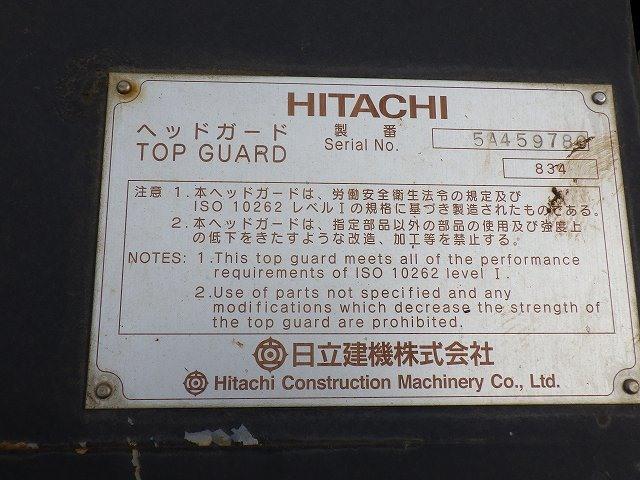 HITACHI
ヘッドガード 製番
TOP GUARD Serial No.
834
注意 1.本ヘッドガードは、労働安全衛生法令の規定及び
ISO 10262 レベルIの規格に基づき製造されたものである。
2.本ヘッドガードは、指定部品以外の部品の使用及び強度上
の低下をきたすような改造、加工等を禁止する。
NOTES: 1.This top guard meets all of the performance
requirements of ISO 10262 level I.
2.Use of parts not specified and any
modifications which decrease the strength of
the top guard are prohibited.
日立建機株式会社
Hitachi Construction Machinery Co., Ltd.